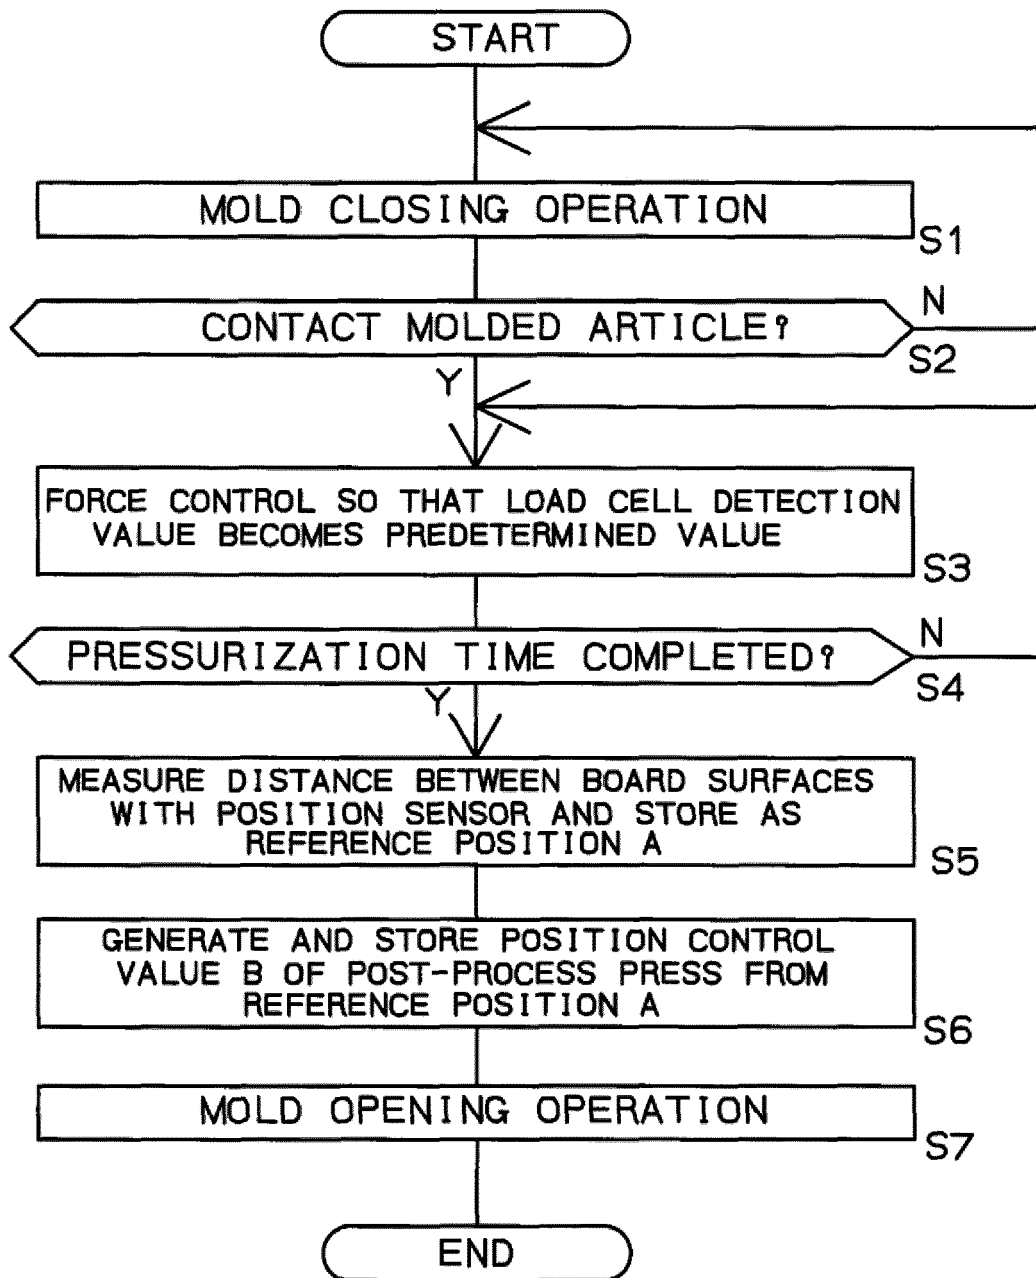 START
MOLD CLOSING OPERATION
S1
CONTACT MOLDED ARTICLE?
N
S2
Y
FORCE CONTROL SO THAT LOAD CELL DETECTION
VALUE BECOMES PREDETERMINED VALUE
S3
PRESSURIZATION TIME COMPLETED?
N
S4
Y
MEASURE DISTANCE BETWEEN BOARD SURFACES
WITH POSITION SENSOR AND STORE AS
REFERENCE POSITION A
S5
GENERATE AND STORE POSITION CONTROL
VALUE B OF POST-PROCESS PRESS FROM
REFERENCE POSITION A
S6
MOLD OPENING OPERATION
S7
END